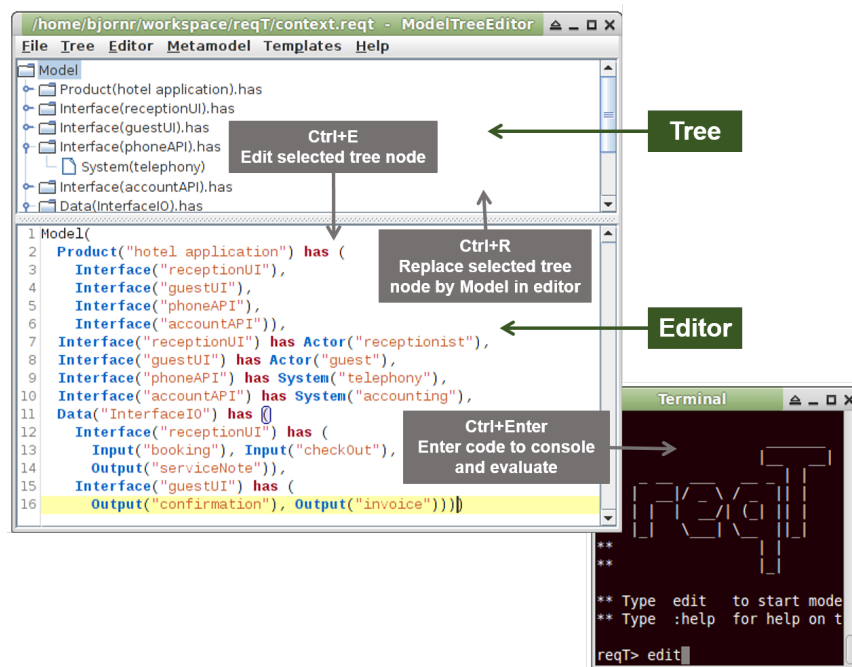 /home/bjornr/workspace/reqT/context.reqt - ModelTreeEditor
File Tree Editor Metamodel Templates Help
Model
Product(hotel application).has
Interface(receptionUI).has
Interface(guestUI).has
Interface(phoneAPI).has
System(telephony)
Interface(accountAPI).has
Data(InterfaceIO).has
Ctrl+E
Edit selected tree node
Tree
Ctrl+R
Replace selected tree
node by Model in editor
Editor
1 Model(
2 Product("hotel application") has (
3 Interface("receptionUI"),
4 Interface("guestUI"),
5 Interface("phoneAPI"),
6 Interface("accountAPI")),
7 Interface("receptionUI") has Actor("receptionist"),
8 Interface("guestUI") has Actor("guest"),
9 Interface("phoneAPI") has System("telephony"),
10 Interface("accountAPI") has System("accounting"),
11 Data("InterfaceIO") has (
12 Interface("receptionUI") has (
13 Input("booking"), Input("checkOut"),
14 Output("serviceNote")),
15 Interface("guestUI") has (
16 Output("confirmation"), Output("invoice"))))
Ctrl+Enter
Enter code to console
and evaluate
Terminal
reqT
**
**
** Type edit to start mode
** Type :help for help on t
reqT> edit